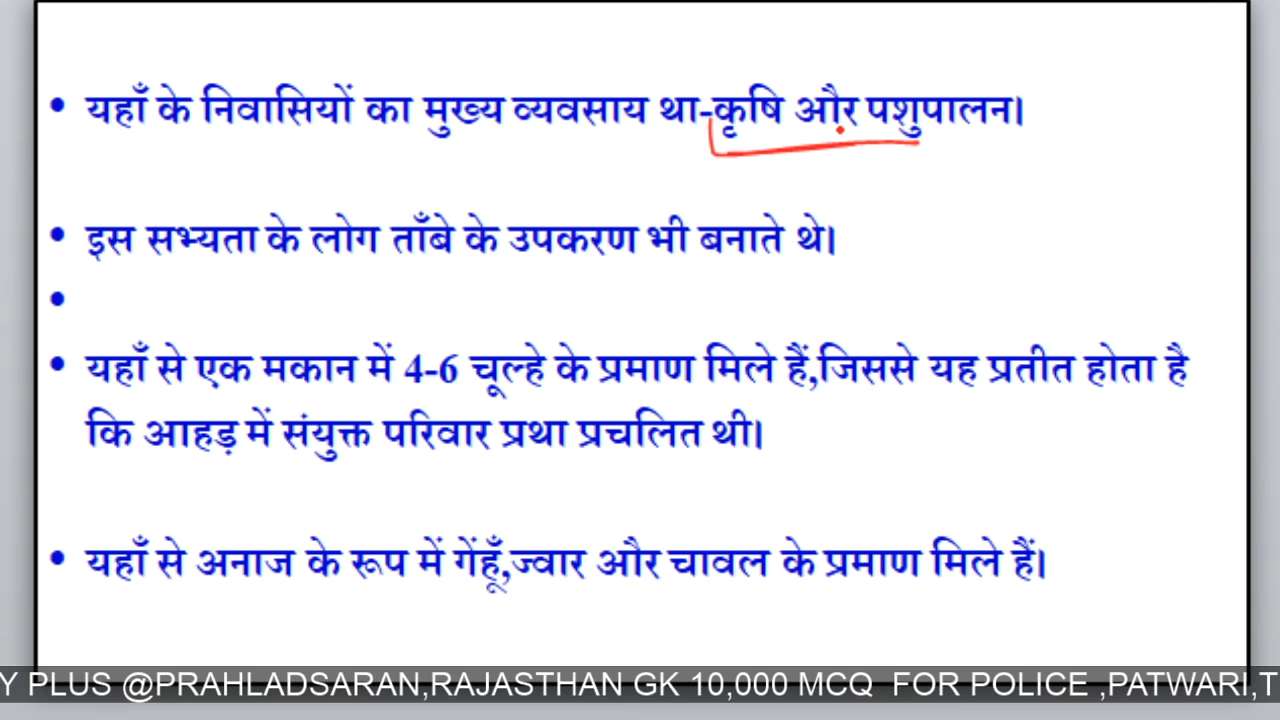 • यहाँ के निवासियों का मुख्य व्यवसाय था-कृषि और पशुपालन।
• इस सभ्यता के लोग ताँबे के उपकरण भी बनाते थे।
•
• यहाँ से एक मकान में 4-6 चूल्हे के प्रमाण मिले हैं,जिससे यह प्रतीत होता है
कि आहड़ में संयुक्त परिवार प्रथा प्रचलित थी।
• यहाँ से अनाज के रूप में गेंहूँ,ज्वार और चावल के प्रमाण मिले हैं।
Y PLUS @PRAHLADSARAN,RAJASTHAN GK 10,000 MCQ FOR POLICE ,PATWARI,T